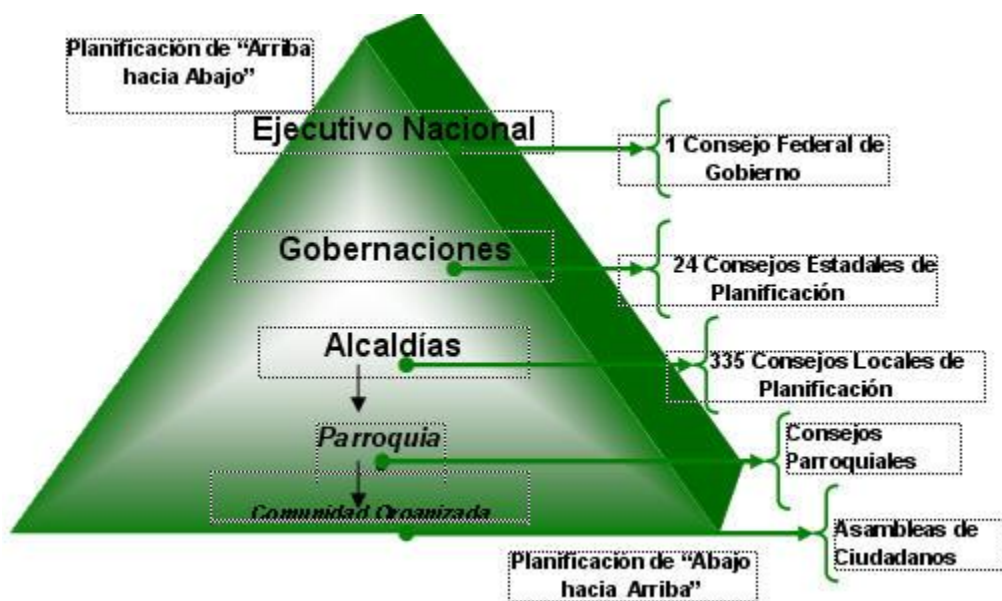 Planificación de “Arriba
hacia Abajo”
Ejecutivo Nacional
1 Consejo Federal de
Gobierno
Gobernaciones
24 Consejos Estadales de
Planificación
Alcaldías
335 Consejos Locales de
Planificación
Parroquia
Consejos
Parroquiales
Comunidad Organizada
Asambleas de
Ciudadanos
Planificación de “Abajo
hacia Arriba”